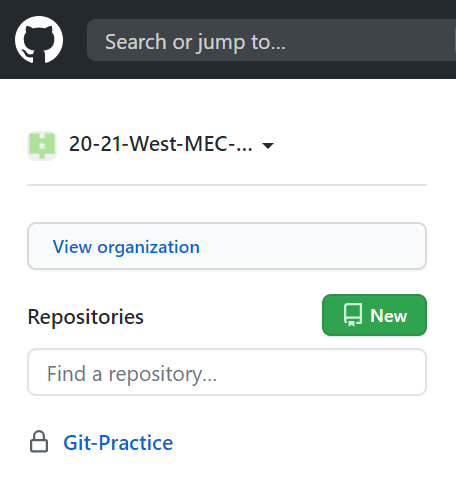 Search or jump to...
20-21-West-MEC-...
View organization
Repositories
New
Find a repository...
Git-Practice